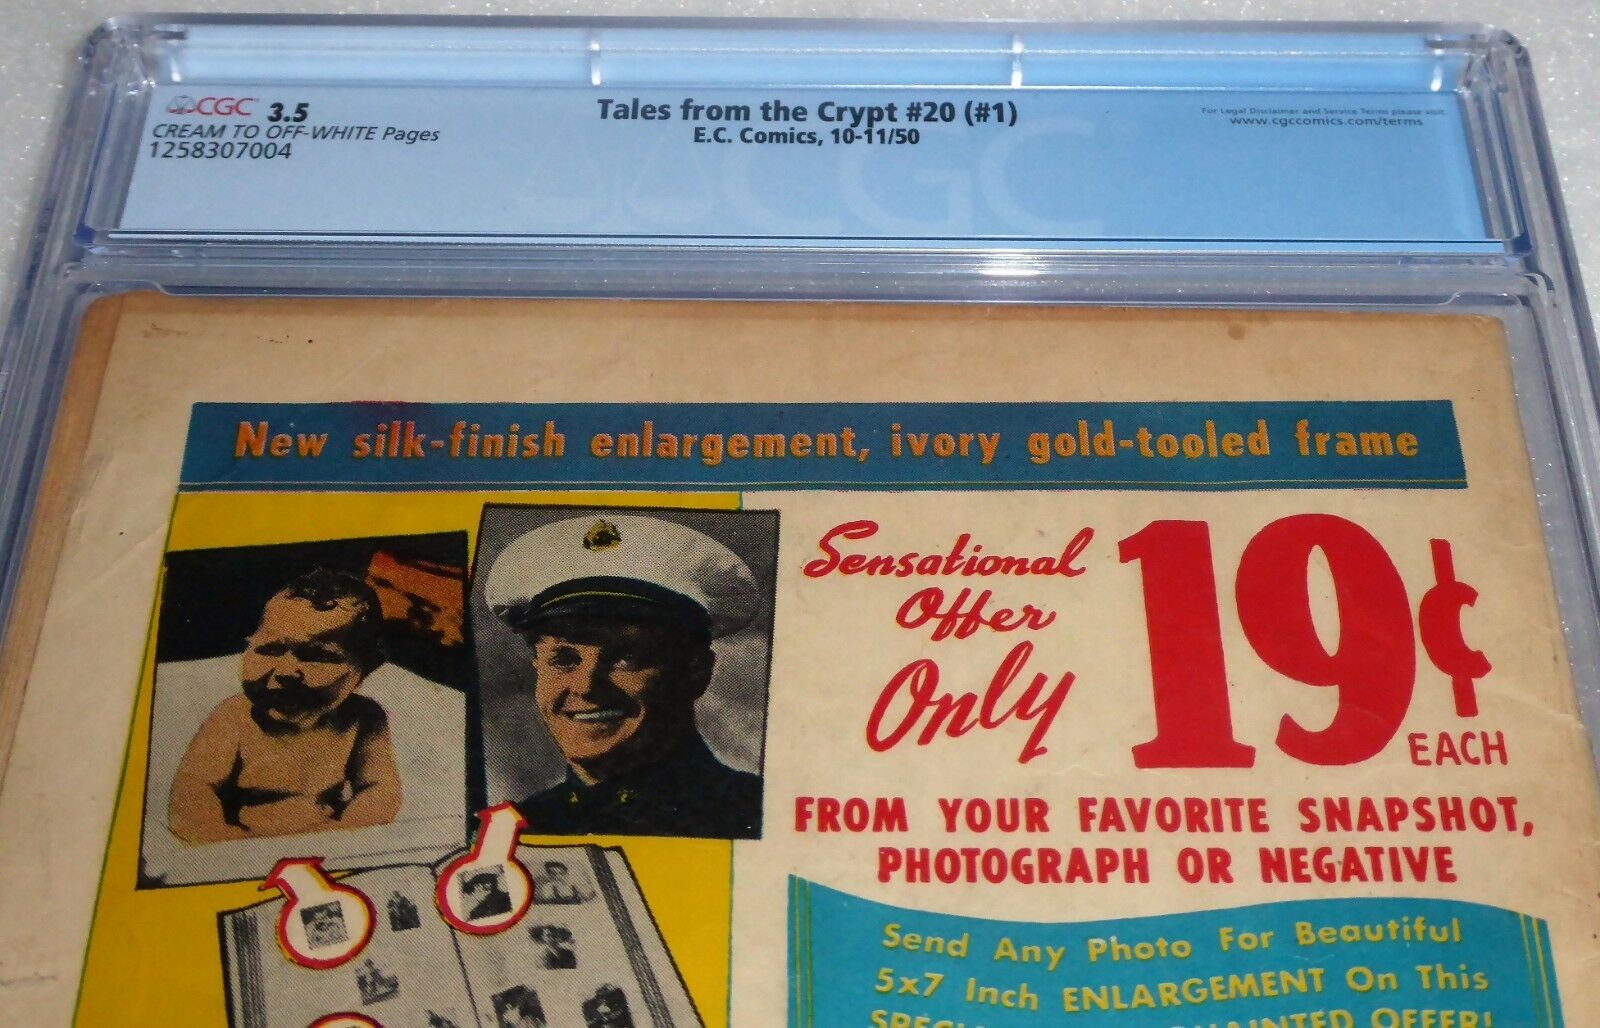 CGC 3.5
CREAM TO OFF-WHITE Pages
1258307004
Tales from the Crypt #20 (#1)
E.C. Comics, 10-11/50
For Legal Disclaimer and Service Terms please visit
www.cgccomics.com/terms
CGC
New silk-finish enlargement, ivory gold-tooled frame
Sensational
Offer
Only
19¢
EACH
FROM YOUR FAVORITE SNAPSHOT,
PHOTOGRAPH OR NEGATIVE
Send Any Photo For Beautiful
5x7 Inch ENLARGEMENT On This
OFFER!